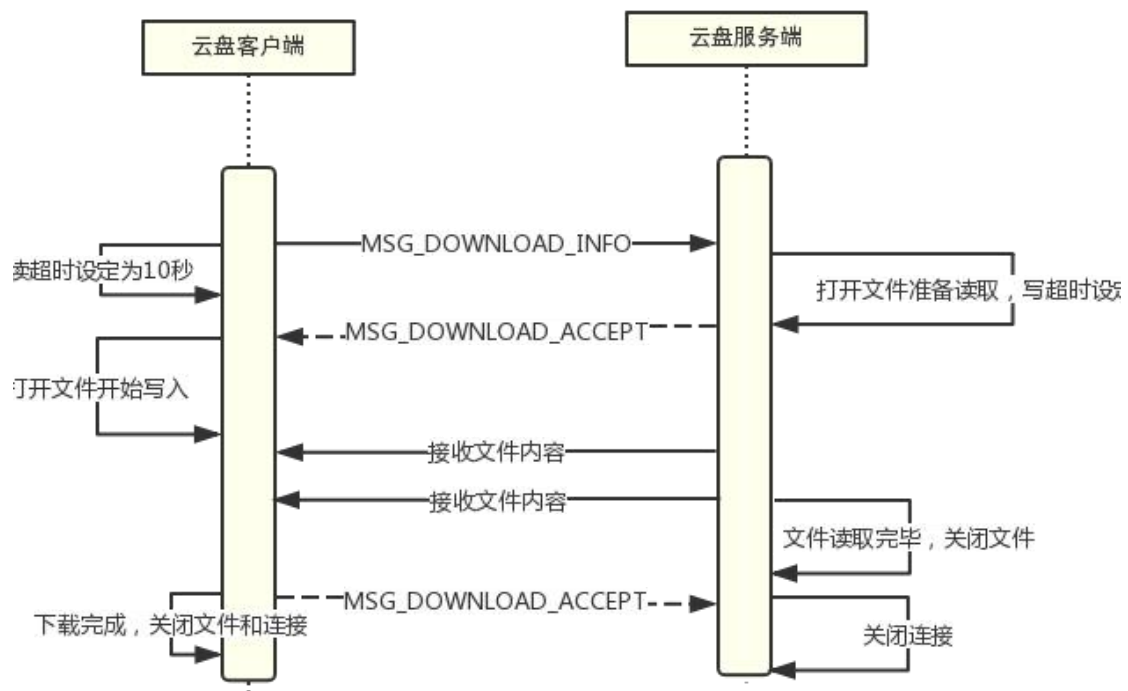 云盘客户端
云盘服务端
MSG_DOWNLOAD_INFO
读超时设定为10秒
打开文件准备读取，写超时设定
MSG_DOWNLOAD_ACCEPT
打开文件开始写入
接收文件内容
接收文件内容
文件读取完毕，关闭文件
MSG_DOWNLOAD_ACCEPT
下载完成，关闭文件和连接
关闭连接